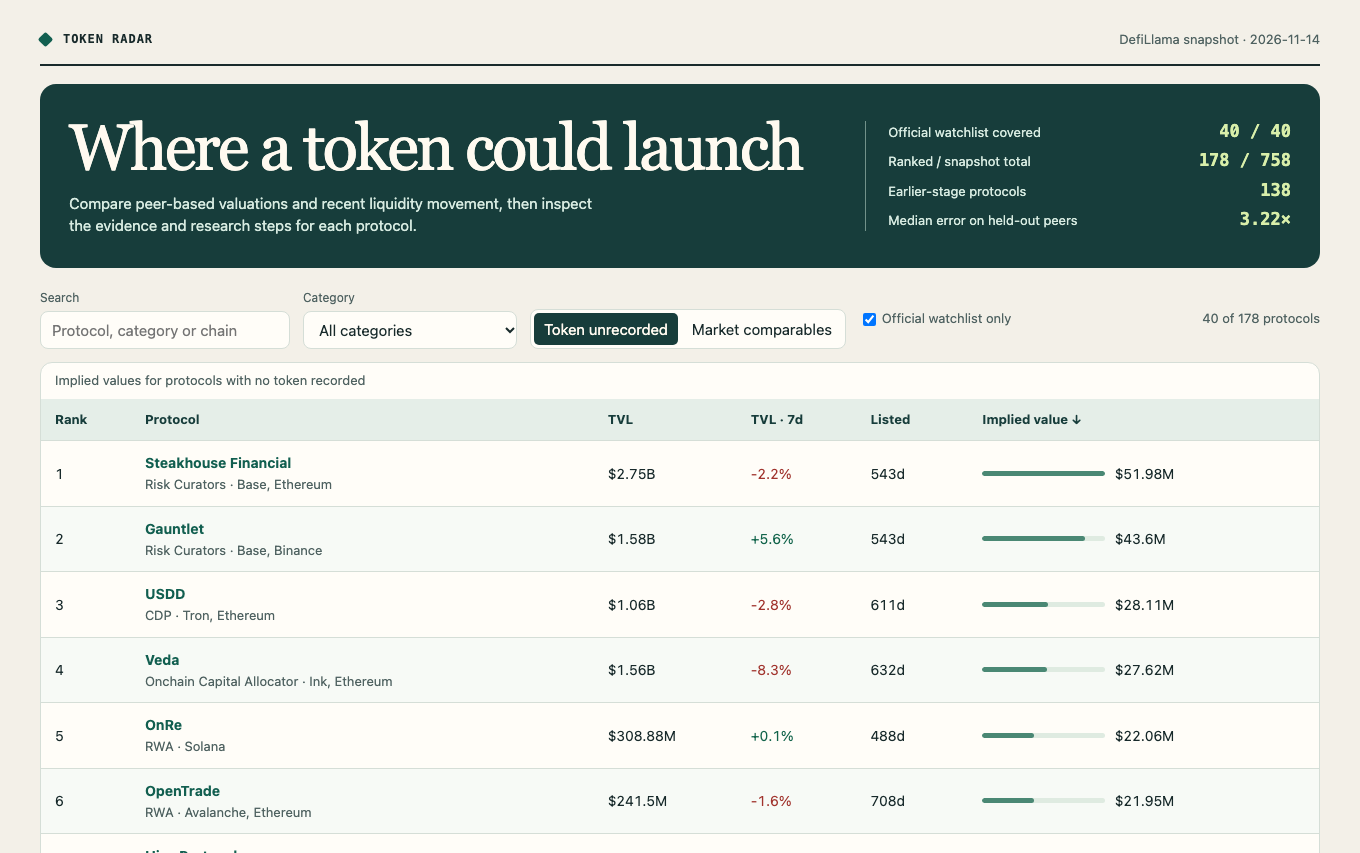 TOKEN RADAR
DefiLlama snapshot · 2026-11-14
Where a token could launch
Compare peer-based valuations and recent liquidity movement, then inspect
the evidence and research steps for each protocol.
Official watchlist covered 40 / 40
Ranked / snapshot total 178 / 758
Earlier-stage protocols 138
Median error on held-out peers 3.22×
Search
Category
Protocol, category or chain
All categories
Token unrecorded
Market comparables
Official watchlist only
40 of 178 protocols
Implied values for protocols with no token recorded
Rank Protocol TVL TVL · 7d Listed Implied value ↓
1 Steakhouse Financial $2.75B -2.2% 543d $51.98M
Risk Curators · Base, Ethereum
2 Gauntlet $1.58B +5.6% 543d $43.6M
Risk Curators · Base, Binance
3 USDD $1.06B -2.8% 611d $28.11M
CDP · Tron, Ethereum
4 Veda $1.56B -8.3% 632d $27.62M
Onchain Capital Allocator · Ink, Ethereum
5 OnRe $308.88M +0.1% 488d $22.06M
RWA · Solana
6 OpenTrade $241.5M -1.6% 708d $21.95M
RWA · Avalanche, Ethereum